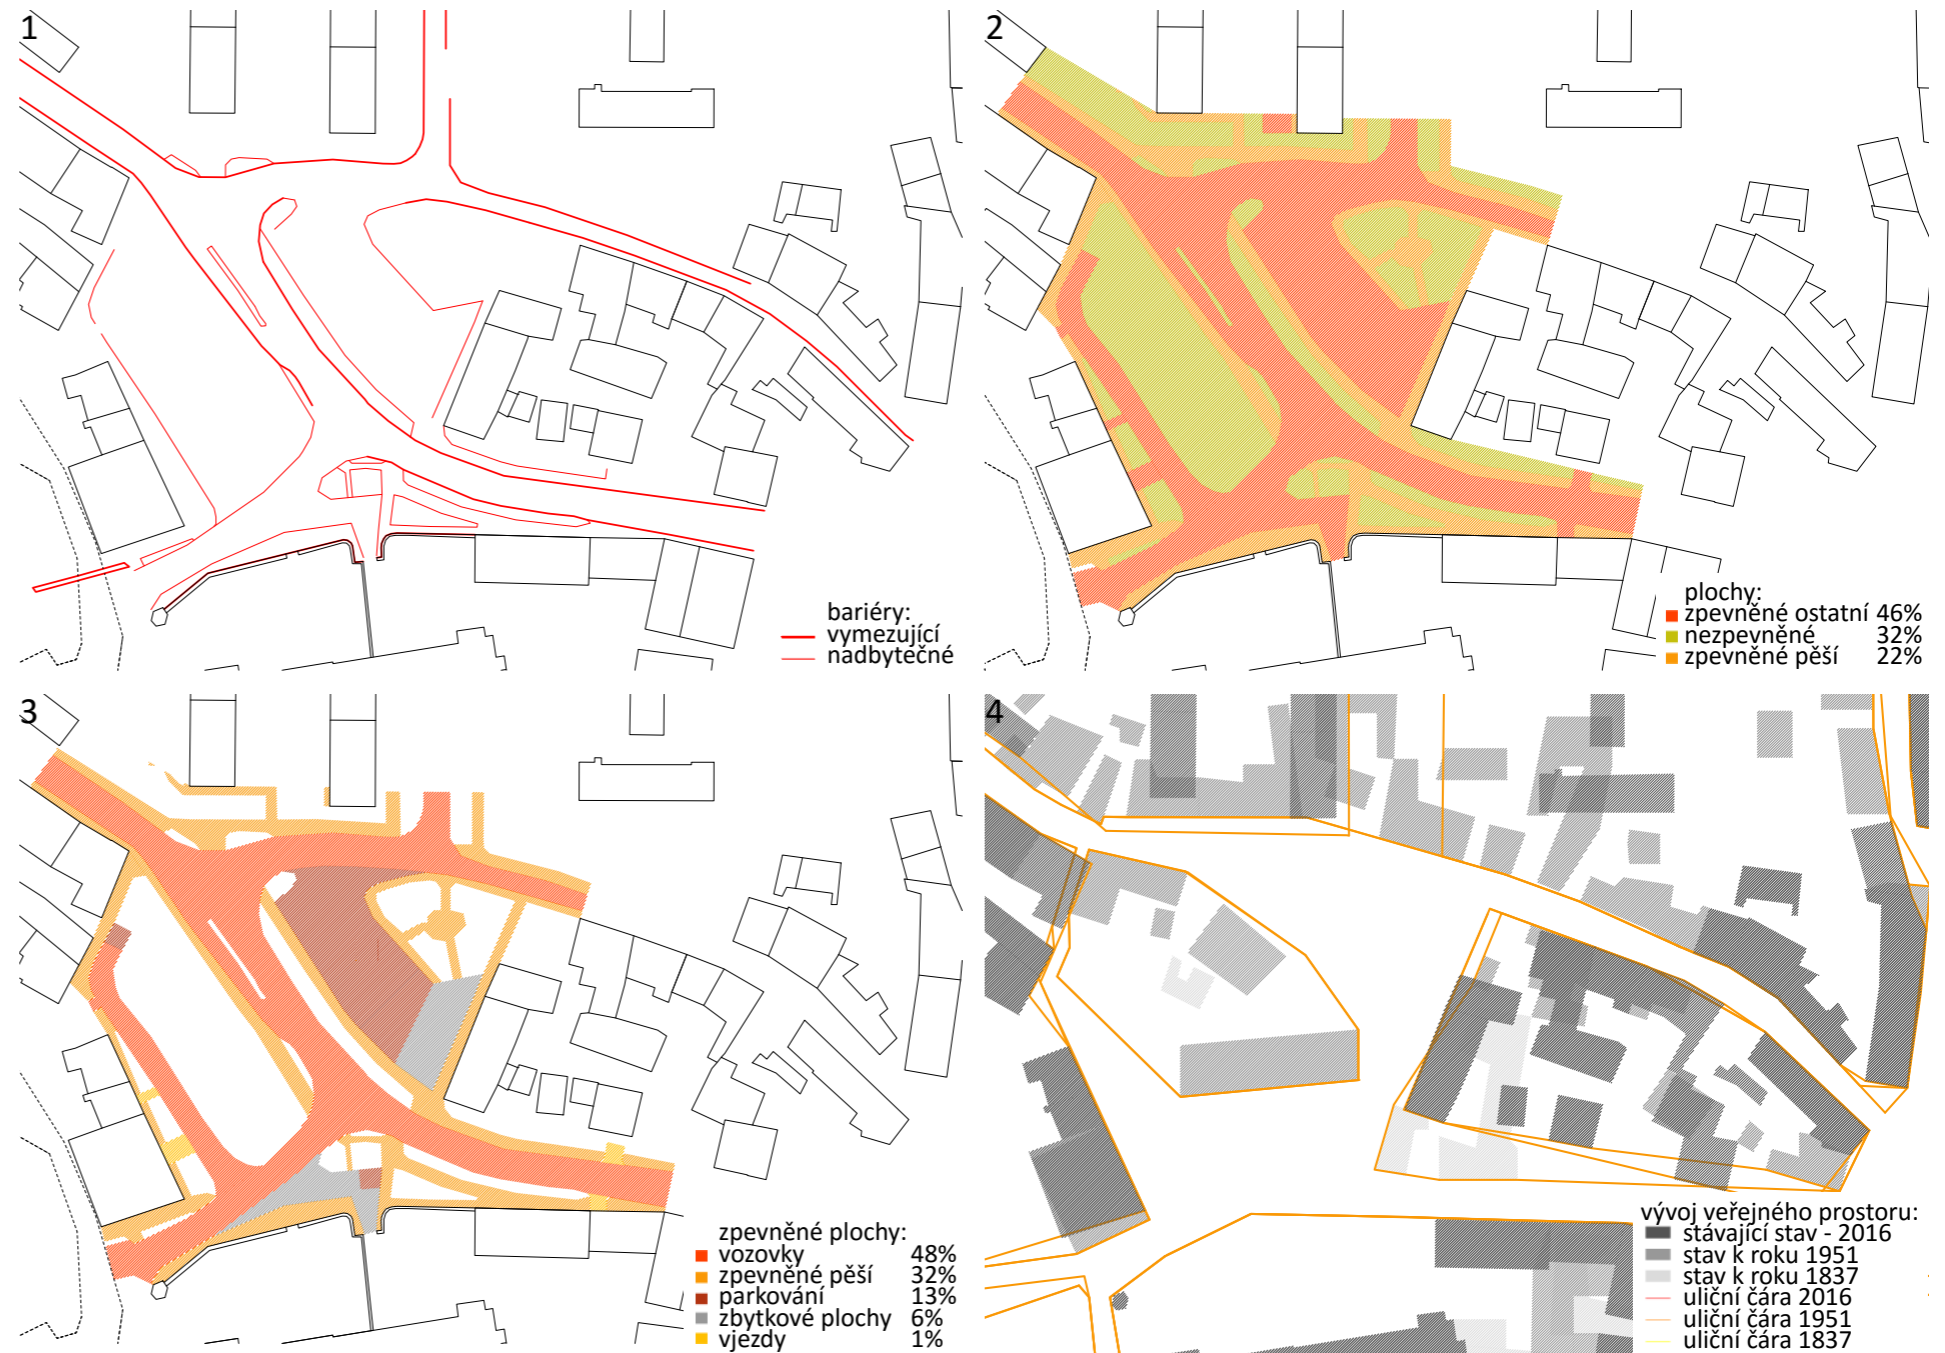 1
bariéry:
vymezující
nadbytečné
2
plochy:
zpevněné ostatní 46%
nezpevněné 32%
zpevněné pěší 22%
3
zpevněné plochy:
vozovky 48%
zpevněné pěší 32%
parkování 13%
zbytkové plochy 6%
vjezdy 1%
4
vývoj veřejného prostoru:
stávající stav - 2016
stav k roku 1951
stav k roku 1837
uliční čára 2016
uliční čára 1951
uliční čára 1837